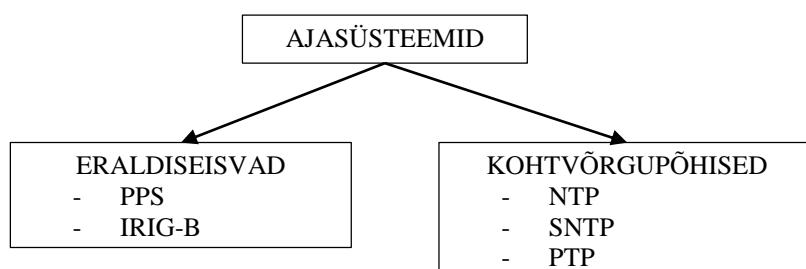 AJASÜSTEEMID
ERALDISEISVAD
- PPS
- IRIG-B
KOHTVÕRGUPÕHISED
- NTP
- SNTP
- PTP